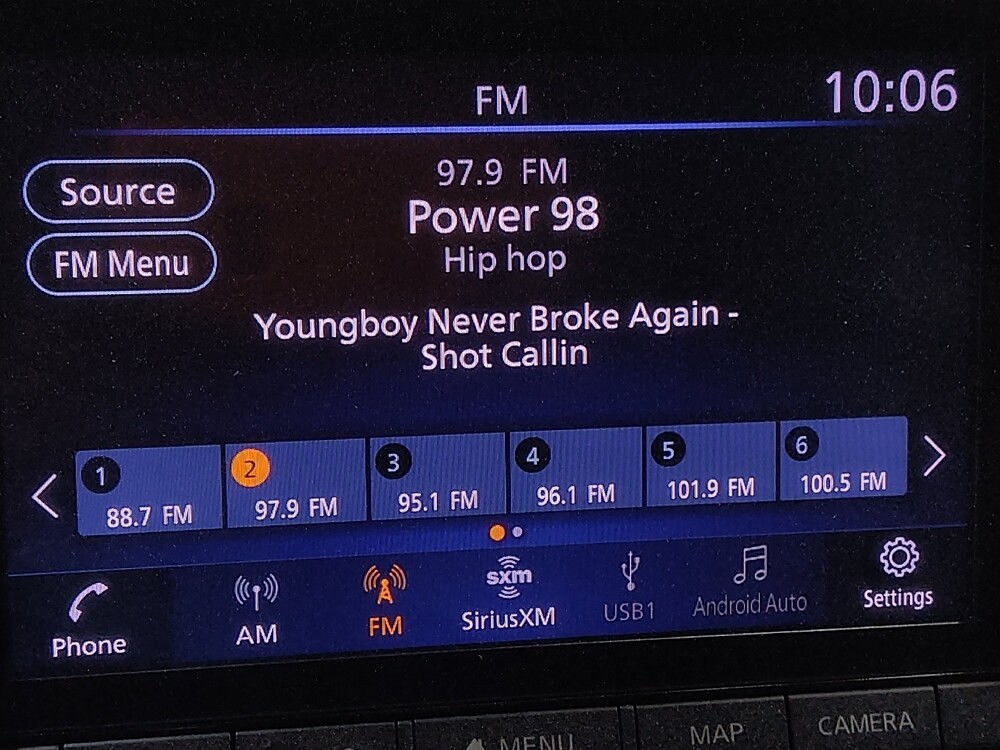 FM
10:06
Source
97.9 FM
Power 98
FM Menu
Hip hop
Youngboy Never Broke Again -
Shot Callin
1 2 3 4 5 6
88.7 FM 97.9 FM 95.1 FM 96.1 FM 101.9 FM 100.5 FM
Phone
AM
FM
sxm
SiriusXM
USB1
Android Auto
Settings
MENU
MAP
CAMERA